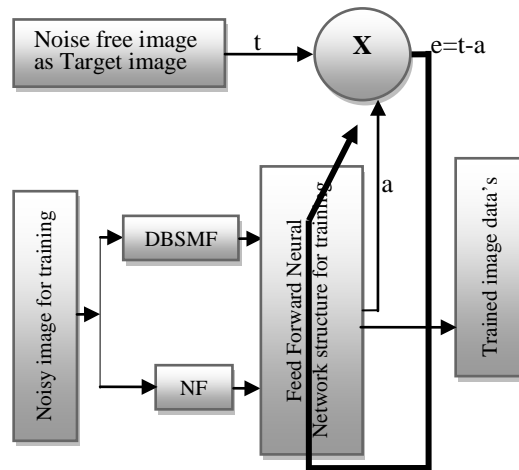 Noise free image
as Target image
t
X
e=t-a
a
Noisy image for training
DBSMF
NF
Feed Forward Neural
Network structure for training
Trained image data's